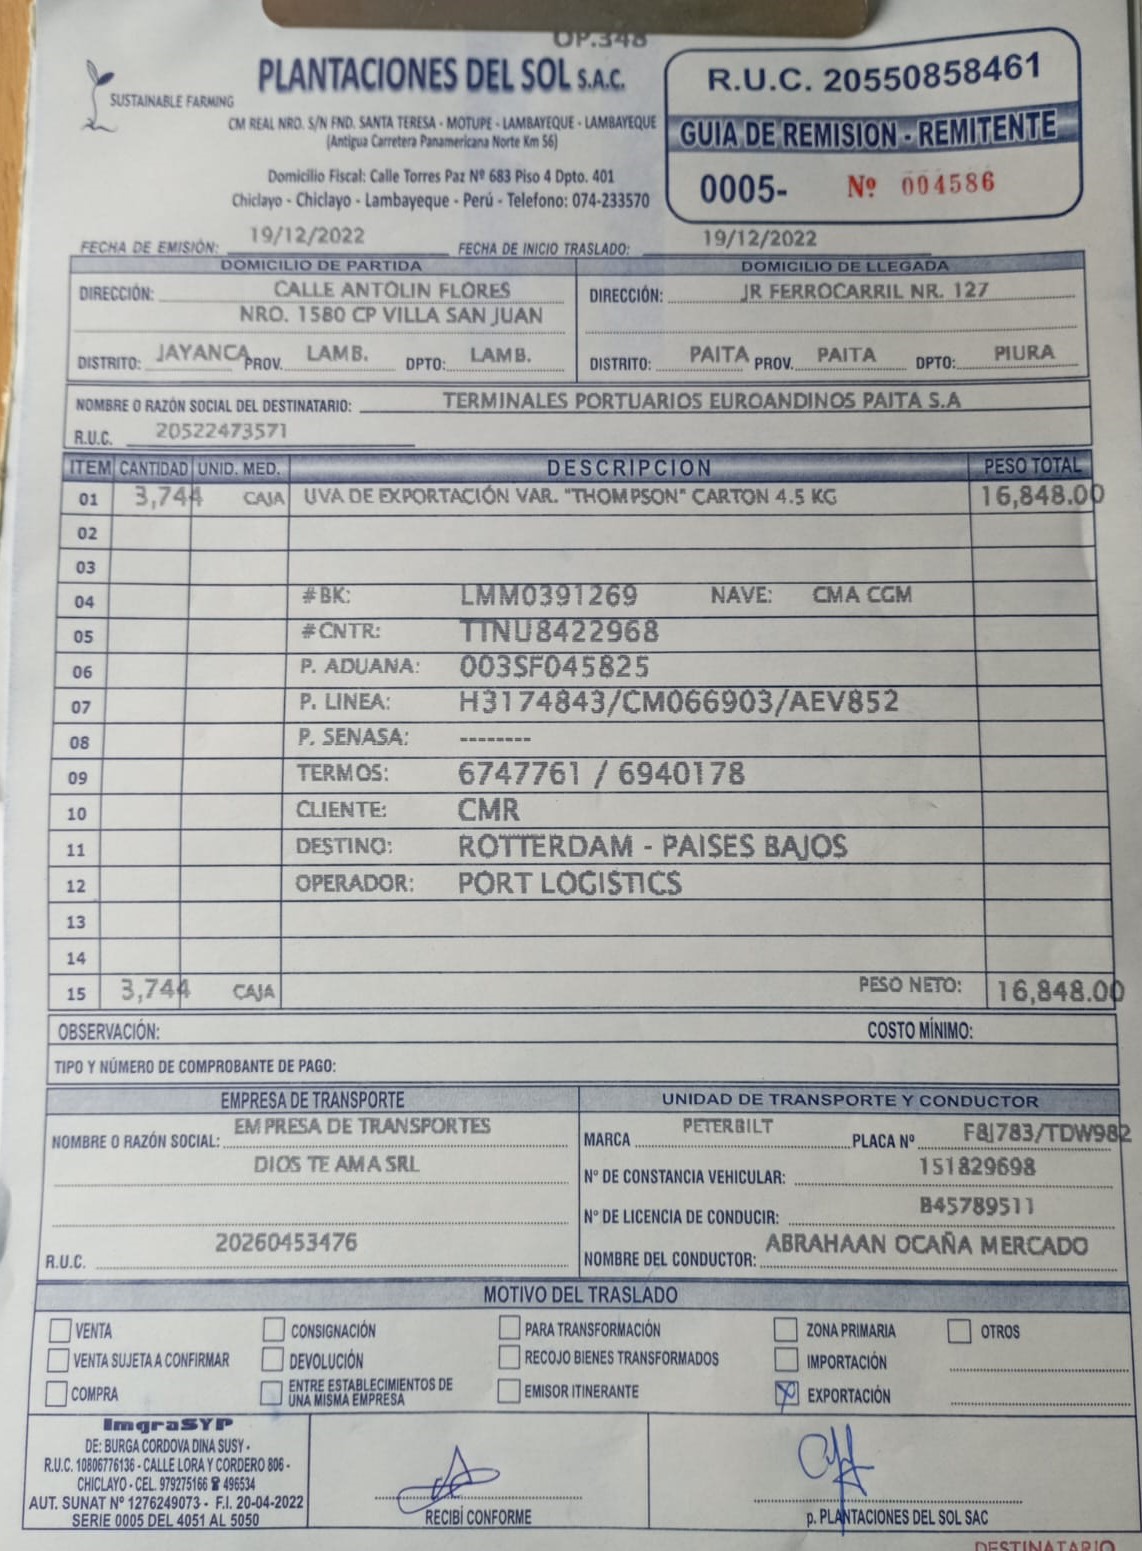 OP.348
PLANTACIONES DEL SOL S.A.C.
SUSTAINABLE FARMING
CM REAL NRO. S/N FND. SANTA TERESA - MOTUPE - LAMBAYEQUE - LAMBAYEQUE
(Antigua Carretera Panamericana Norte Km 56)
Domicilio Fiscal: Calle Torres Paz Nº 683 Piso 4 Dpto. 401
Chiclayo - Chiclayo - Lambayeque - Perú - Telefono: 074-233570
R.U.C. 20550858461
GUIA DE REMISION - REMITENTE
0005- Nº 004586
FECHA DE EMISIÓN: 19/12/2022 FECHA DE INICIO TRASLADO: 19/12/2022
DOMICILIO DE PARTIDA
DIRECCIÓN: CALLE ANTOLIN FLORES
NRO. 1580 CP VILLA SAN JUAN
DISTRITO: JAYANCA PROV. LAMB. DPTO: LAMB.
DOMICILIO DE LLEGADA
DIRECCIÓN: JR FERROCARRIL NR. 127
DISTRITO: PAITA PROV. PAITA DPTO: PIURA
NOMBRE O RAZÓN SOCIAL DEL DESTINATARIO: TERMINALES PORTUARIOS EUROANDINOS PAITA S.A
R.U.C. 20522473571
ITEM CANTIDAD UNID. MED. DESCRIPCION PESO TOTAL
01 3,744 CAJA UVA DE EXPORTACIÓN VAR. "THOMPSON" CARTON 4.5 KG 16,848.00
02
03
04 #BK: LMM0391269 NAVE: CMA CGM
05 #CNTR: TTNU8422968
06 P. ADUANA: 003SF045825
07 P. LINEA: H3174843/CM066903/AEV852
08 P. SENASA: --------
09 TERMOS: 6747761 / 6940178
10 CLIENTE: CMR
11 DESTINO: ROTTERDAM - PAISES BAJOS
12 OPERADOR: PORT LOGISTICS
13
14
15 3,744 CAJA PESO NETO: 16,848.00
OBSERVACIÓN: COSTO MÍNIMO:
TIPO Y NÚMERO DE COMPROBANTE DE PAGO:
EMPRESA DE TRANSPORTE
NOMBRE O RAZÓN SOCIAL: EMPRESA DE TRANSPORTES
DIOS TE AMA SRL
R.U.C. 20260453476
UNIDAD DE TRANSPORTE Y CONDUCTOR
MARCA PETERBILT PLACA Nº F8J783/TDW982
Nº DE CONSTANCIA VEHICULAR: 151829698
Nº DE LICENCIA DE CONDUCIR: B45789511
NOMBRE DEL CONDUCTOR: ABRAHAAN OCAÑA MERCADO
MOTIVO DEL TRASLADO
VENTA CONSIGNACIÓN PARA TRANSFORMACIÓN ZONA PRIMARIA OTROS
VENTA SUJETA A CONFIRMAR DEVOLUCIÓN RECOJO BIENES TRANSFORMADOS IMPORTACIÓN
COMPRA ENTRE ESTABLECIMIENTOS DE UNA MISMA EMPRESA EMISOR ITINERANTE EXPORTACIÓN
ImgraSYP
DE: BURGA CORDOVA DINA SUSY -
R.U.C. 10806776136 - CALLE LORA Y CORDERO 806 -
CHICLAYO - CEL. 979275166 ☎ 496534
AUT. SUNAT Nº 1276249073 - F.I. 20-04-2022
SERIE 0005 DEL 4051 AL 5050
RECIBÍ CONFORME
p. PLANTACIONES DEL SOL SAC
DESTINATARIO